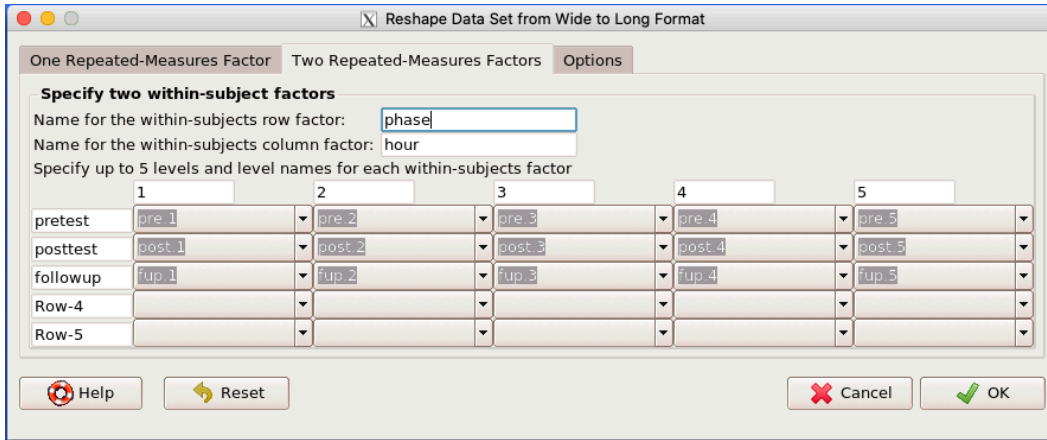 Reshape Data Set from Wide to Long Format
One Repeated-Measures Factor Two Repeated-Measures Factors Options
Specify two within-subject factors
Name for the within-subjects row factor: phase
Name for the within-subjects column factor: hour
Specify up to 5 levels and level names for each within-subjects factor
1 2 3 4 5
pretest pre.1 pre.2 pre.3 pre.4 pre.5
posttest post.1 post.2 post.3 post.4 post.5
followup fup.1 fup.2 fup.3 fup.4 fup.5
Row-4
Row-5
Help Reset Cancel OK